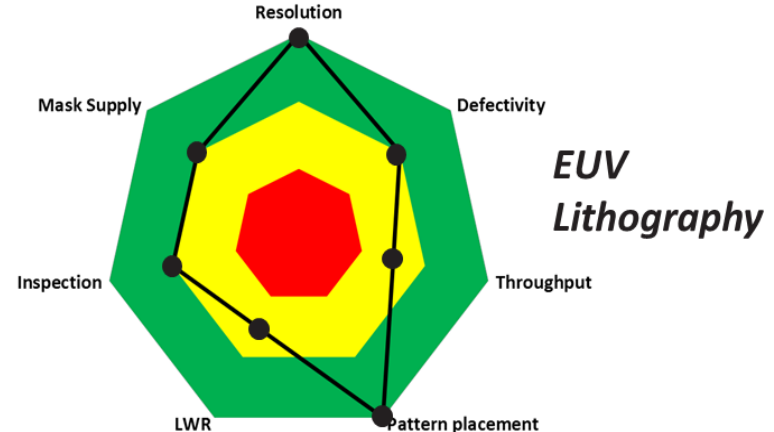 Resolution
Mask Supply
Defectivity
EUV
Lithography
Inspection
Throughput
LWR
Pattern placement